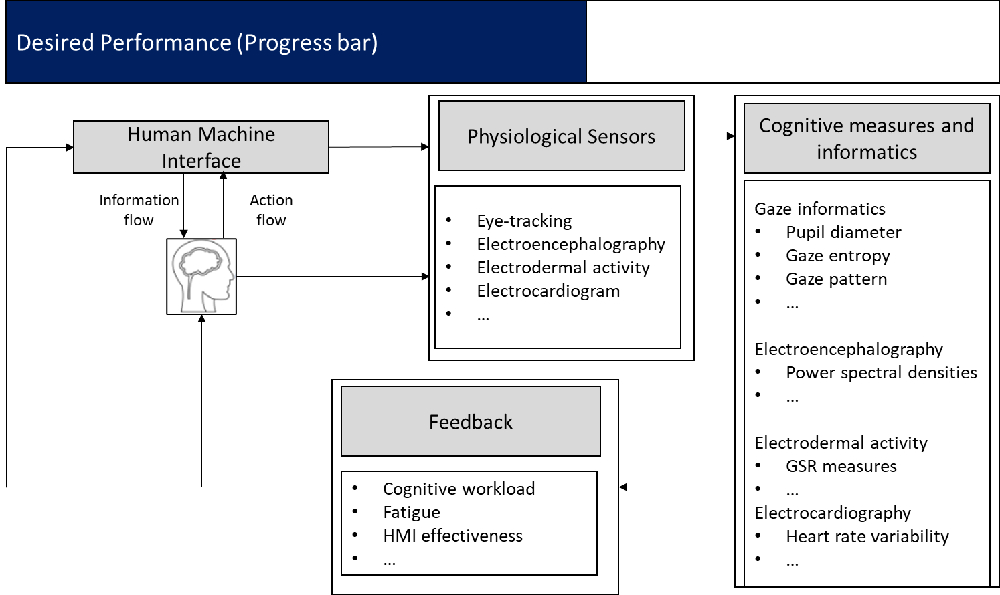 Desired Performance (Progress bar)
Human Machine
Interface
Information
flow
Action
flow
Physiological Sensors
• Eye-tracking
• Electroencephalography
• Electrodermal activity
• Electrocardiogram
• ...
Cognitive measures and
informatics
Gaze informatics
• Pupil diameter
• Gaze entropy
• Gaze pattern
• ...
Electroencephalography
• Power spectral densities
• ...
Electrodermal activity
• GSR measures
• ...
Electrocardiography
• Heart rate variability
• ...
Feedback
• Cognitive workload
• Fatigue
• HMI effectiveness
• ...